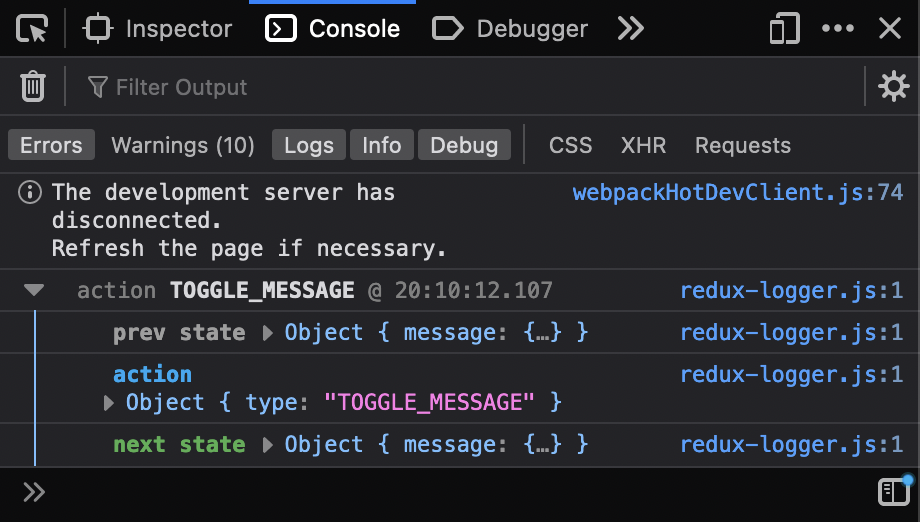 Inspector Console Debugger
Filter Output
Errors Warnings (10) Logs Info Debug CSS XHR Requests
The development server has webpackHotDevClient.js:74
disconnected.
Refresh the page if necessary.
action TOGGLE_MESSAGE @ 20:10:12.107 redux-logger.js:1
prev state Object { message: {…} } redux-logger.js:1
action redux-logger.js:1
Object { type: "TOGGLE_MESSAGE" }
next state Object { message: {…} } redux-logger.js:1